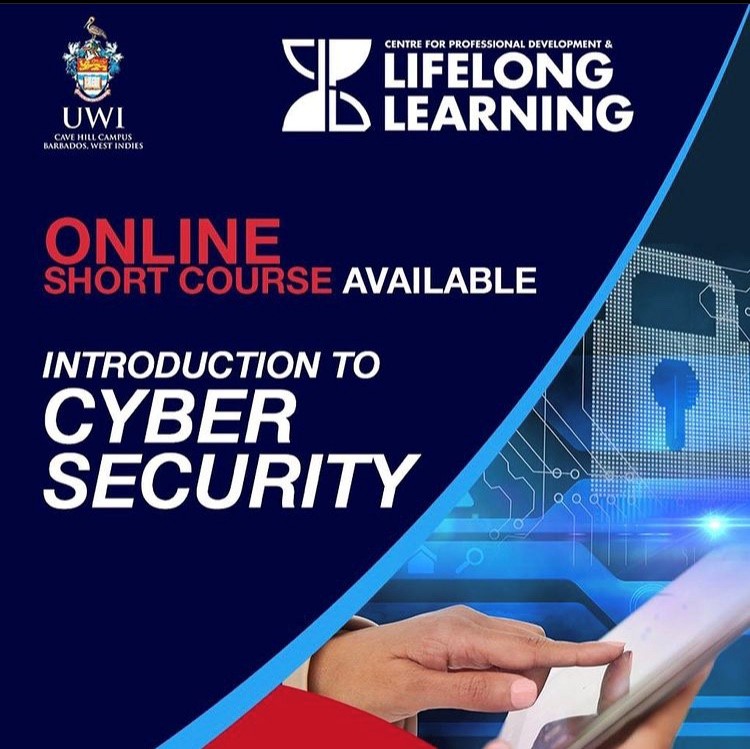 UWI
CAVE HILL CAMPUS
BARBADOS, WEST INDIES
CENTRE FOR PROFESSIONAL DEVELOPMENT &
LIFELONG
LEARNING
ONLINE
SHORT COURSE AVAILABLE
INTRODUCTION TO
CYBER
SECURITY